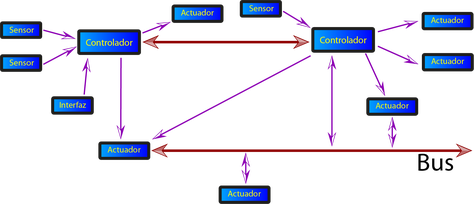 Actuador
Sensor
Actuador
Sensor
Controlador
Controlador
Sensor
Actuador
Interfaz
Actuador
Actuador
Bus
Actuador